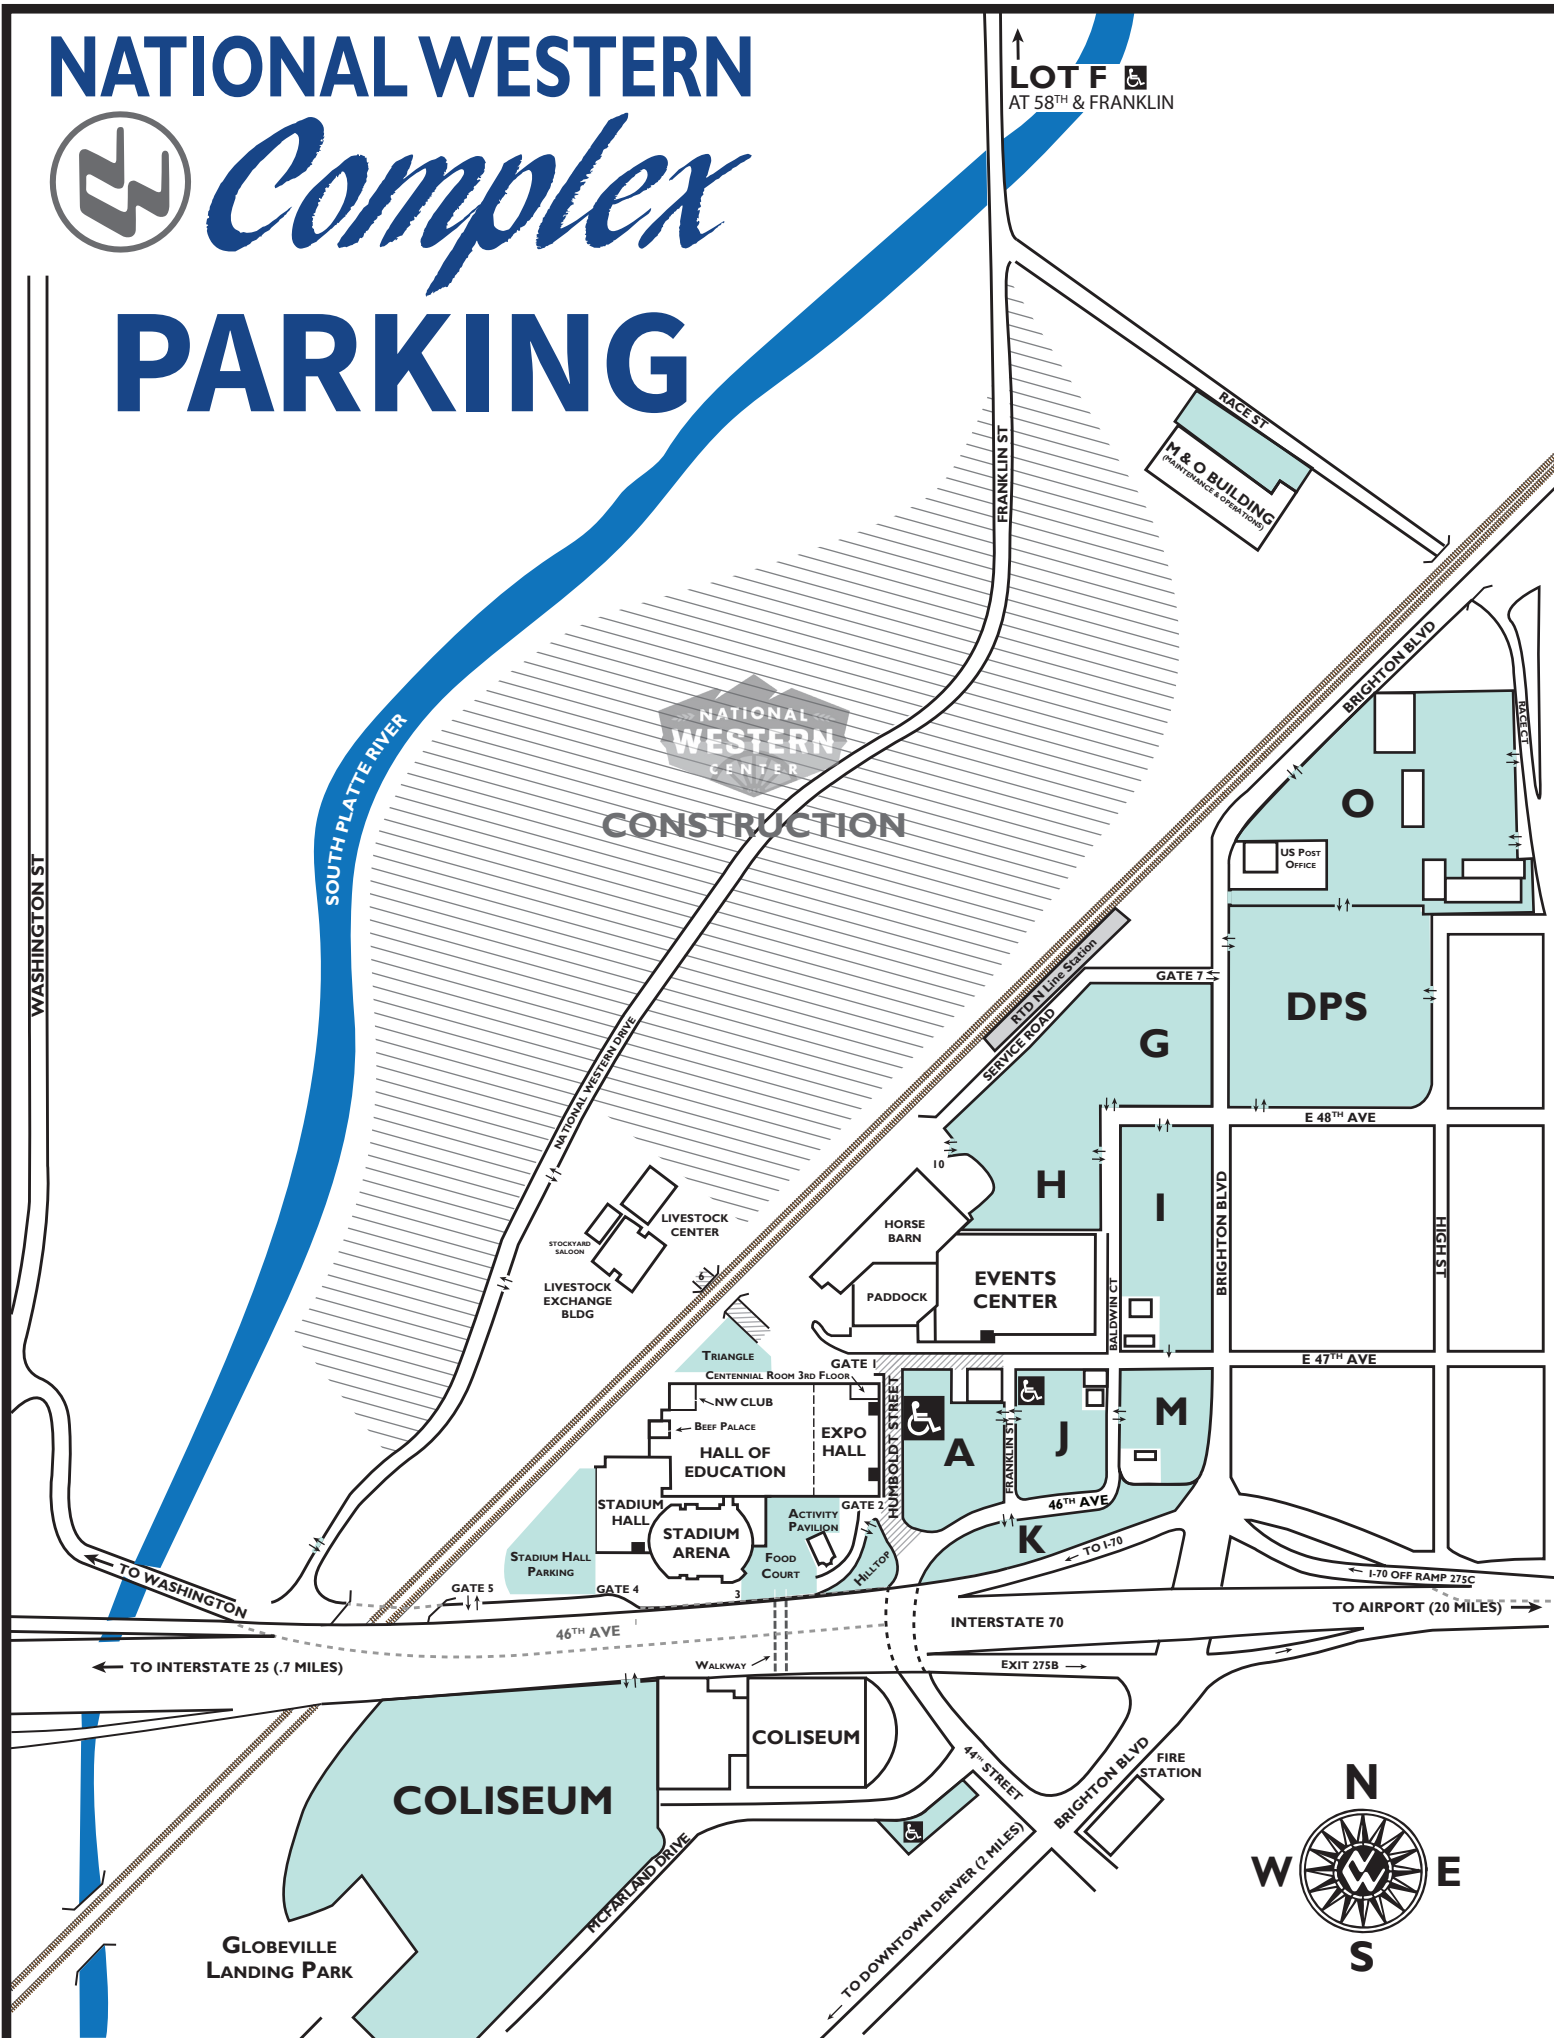 NATIONAL WESTERN
Complex
PARKING
LOT F
AT 58TH & FRANKLIN
RACE ST
M & O BUILDING
(MAINTENANCE & OPERATIONS)
FRANKLIN ST
BRIGHTON BLVD
RACE CT
NATIONAL
WESTERN
CENTER
CONSTRUCTION
SOUTH PLATTE RIVER
WASHINGTON ST
O
US POST
OFFICE
RTD N Line Station
SERVICE ROAD
GATE 7
DPS
G
NATIONAL WESTERN DRIVE
E 48TH AVE
10
H
I
BRIGHTON BLVD
HIGH ST
LIVESTOCK
CENTER
STOCKYARD
SALOON
LIVESTOCK
EXCHANGE
BLDG
6
HORSE
BARN
PADDOCK
EVENTS
CENTER
BALDWIN CT
TRIANGLE
GATE 1
CENTENNIAL ROOM 3RD FLOOR
E 47TH AVE
NW CLUB
BEEF PALACE
HALL OF
EDUCATION
EXPO
HALL
HUMBOLDT STREET
A
FRANKLIN ST
J
M
STADIUM
HALL
STADIUM
ARENA
ACTIVITY
PAVILION
GATE 2
46TH AVE
K
STADIUM HALL
PARKING
FOOD
COURT
HILLTOP
TO I-70
I-70 OFF RAMP 275C
TO WASHINGTON
GATE 5
GATE 4
3
INTERSTATE 70
TO AIRPORT (20 MILES)
46TH AVE
TO INTERSTATE 25 (.7 MILES)
WALKWAY
EXIT 275B
COLISEUM
COLISEUM
44TH STREET
BRIGHTON BLVD
FIRE
STATION
MCFARLAND DRIVE
TO DOWNTOWN DENVER (2 MILES)
GLOBEVILLE
LANDING PARK
N
W
E
S